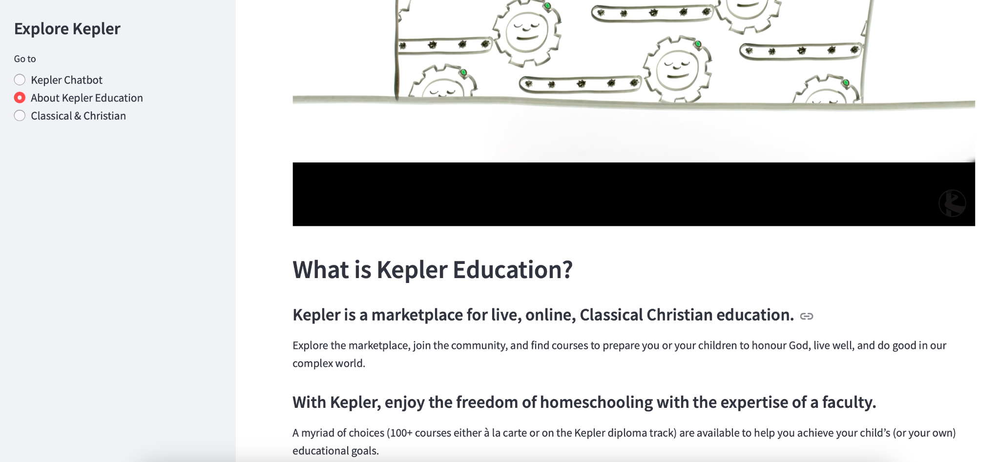 Explore Kepler
Go to
Kepler Chatbot
About Kepler Education
Classical & Christian
What is Kepler Education?
Kepler is a marketplace for live, online, Classical Christian education.
Explore the marketplace, join the community, and find courses to prepare you or your children to honour God, live well, and do good in our
complex world.
With Kepler, enjoy the freedom of homeschooling with the expertise of a faculty.
A myriad of choices (100+ courses either à la carte or on the Kepler diploma track) are available to help you achieve your child’s (or your own)
educational goals.